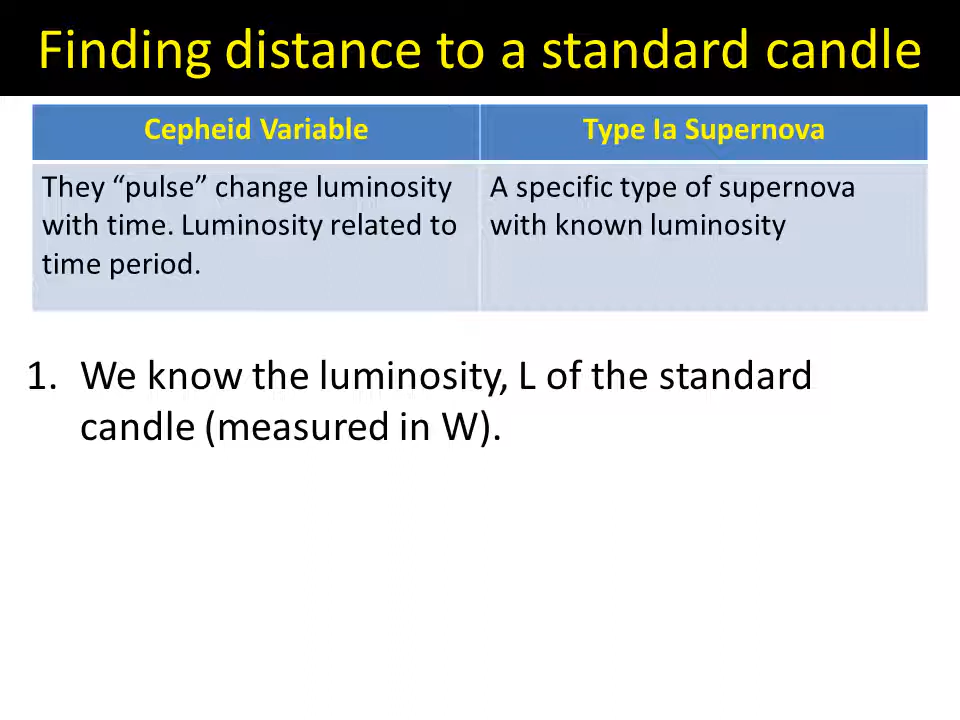 Finding distance to a standard candle
Cepheid Variable
Type Ia Supernova
They “pulse” change luminosity
with time. Luminosity related to
time period.
A specific type of supernova
with known luminosity
1. We know the luminosity, L of the standard
candle (measured in W).